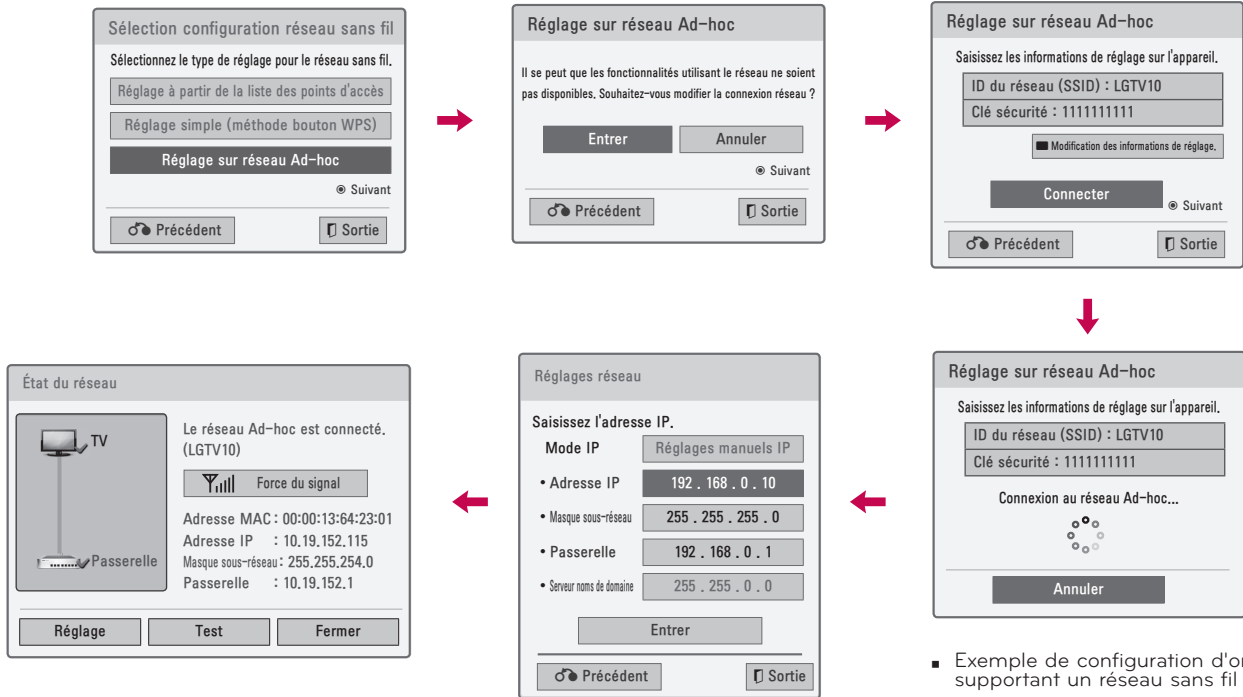 Sélection configuration réseau sans fil
Sélectionnez le type de réglage pour le réseau sans fil.
Réglage à partir de la liste des points d'accès
Réglage simple (méthode bouton WPS)
Réglage sur réseau Ad-hoc
Suivant
Précédent
Sortie
Réglage sur réseau Ad-hoc
Il se peut que les fonctionnalités utilisant le réseau ne soient
pas disponibles. Souhaitez-vous modifier la connexion réseau ?
Entrer
Annuler
Suivant
Précédent
Sortie
Réglage sur réseau Ad-hoc
Saisissez les informations de réglage sur l'appareil.
ID du réseau (SSID) : LGTV10
Clé sécurité : 1111111111
Modification des informations de réglage.
Connecter
Suivant
Précédent
Sortie
Réglage sur réseau Ad-hoc
Saisissez les informations de réglage sur l'appareil.
ID du réseau (SSID) : LGTV10
Clé sécurité : 1111111111
Connexion au réseau Ad-hoc...
Annuler
Réglages réseau
Saisissez l'adresse IP.
Mode IP Réglages manuels IP
• Adresse IP 192 . 168 . 0 . 10
• Masque sous-réseau 255 . 255 . 255 . 0
• Passerelle 192 . 168 . 0 . 1
• Serveur noms de domaine 255 . 255 . 0 . 0
Entrer
Précédent
Sortie
État du réseau
TV
Passerelle
Le réseau Ad-hoc est connecté.
(LGTV10)
Force du signal
Adresse MAC : 00:00:13:64:23:01
Adresse IP : 10.19.152.115
Masque sous-réseau : 255.255.254.0
Passerelle : 10.19.152.1
Réglage
Test
Fermer
▪ Exemple de configuration
supportant un réseau sans fil